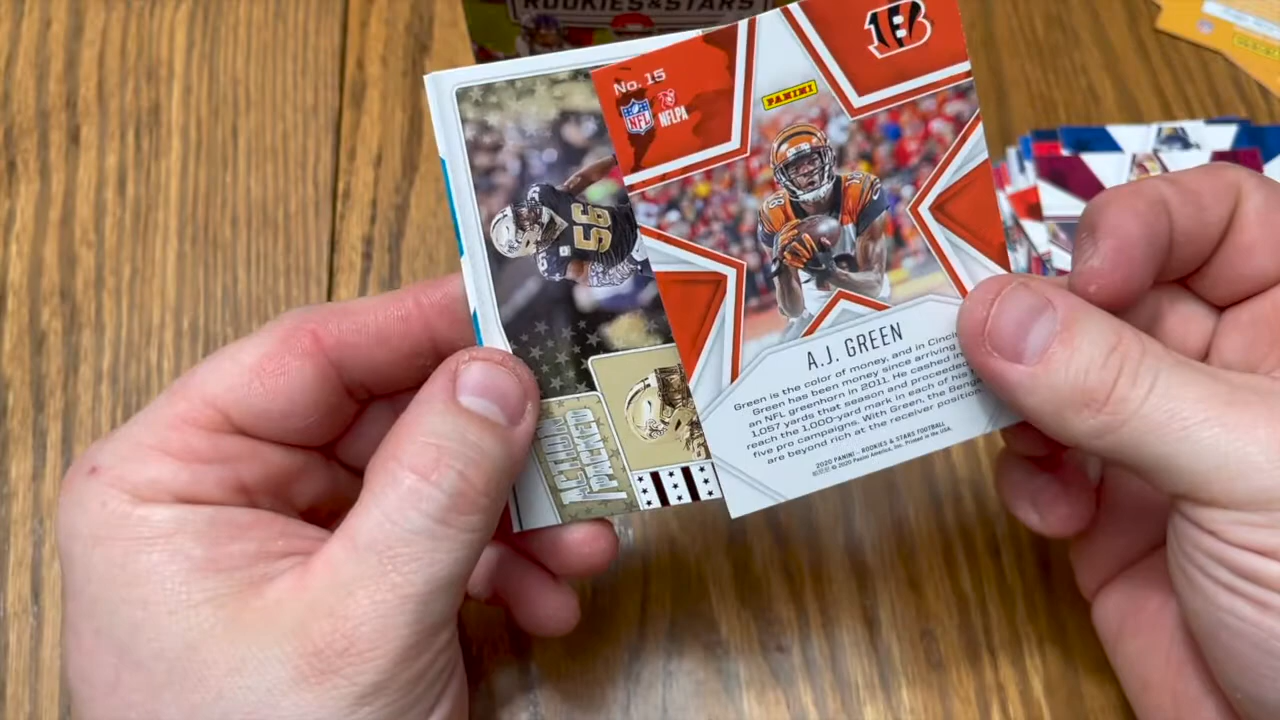 ROOKIES & STARS
No. 15
NFL
NFLPA
PANINI
B
56
18
A.J. GREEN
Green is the color of money, and in
Green has been money since arriving
an NFL greenhorn in 2011. He cashed in
1,057 yards that season and proceeded
reach the 1,000-yard mark in each of his
five pro campaigns. With Green, the Bengals
are beyond rich at the receiver position
2020 PANINI – ROOKIES & STARS FOOTBALL
© 2020 Panini America, Inc. Printed in the USA.
ACTION
PACKED